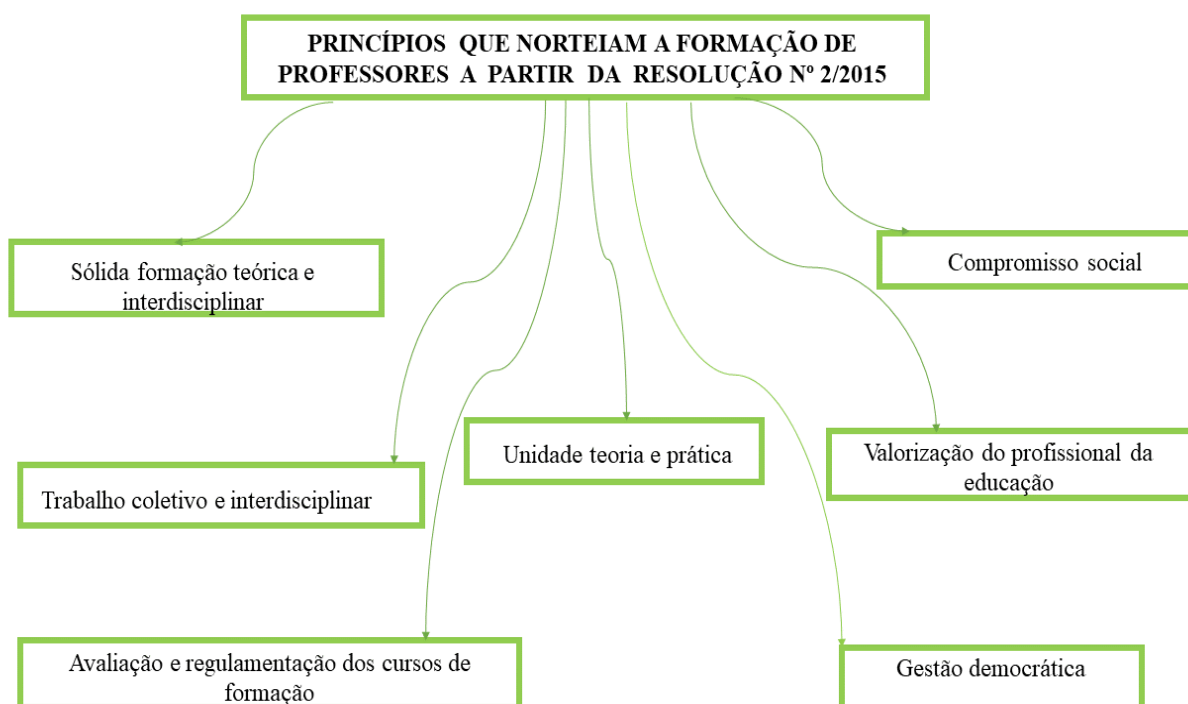 PRINCÍPIOS QUE NORTEIAM A FORMAÇÃO DE
PROFESSORES A PARTIR DA RESOLUÇÃO Nº 2/2015
Sólida formação teórica e
interdisciplinar
Compromisso social
Trabalho coletivo e interdisciplinar
Unidade teoria e prática
Valorização do profissional da
educação
Avaliação e regulamentação dos cursos de
formação
Gestão democrática